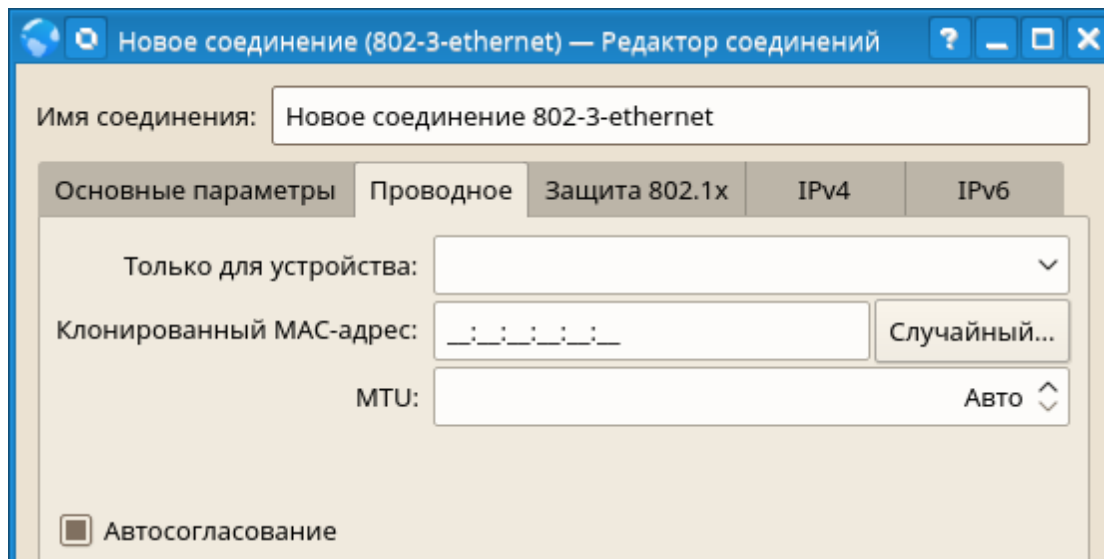 Новое соединение (802-3-ethernet) — Редактор соединений
Имя соединения: Новое соединение 802-3-ethernet
Основные параметры Проводное Защита 802.1x IPv4 IPv6
Только для устройства:
Клонированный MAC-адрес: __:__:__:__:__:__ Случайный...
MTU: Авто
Автосогласование